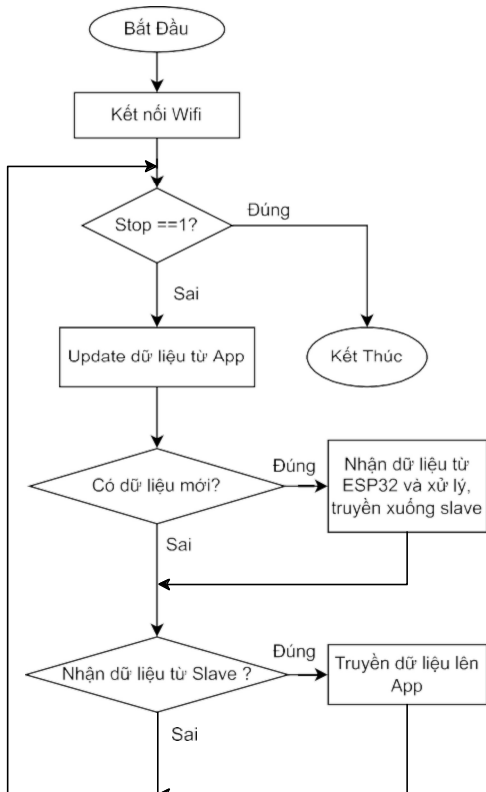 Bắt Đầu
Kết nối Wifi
Stop ==1?
Đúng
Sai
Update dữ liệu từ App
Kết Thúc
Có dữ liệu mới?
Đúng
Nhận dữ liệu từ
ESP32 và xử lý,
truyền xuống slave
Sai
Nhận dữ liệu từ Slave ?
Đúng
Truyền dữ liệu lên
App
Sai